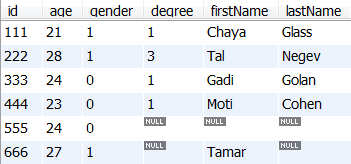 id age gender degree firstName lastName
111 21 1 1 Chaya Glass
222 28 1 3 Tal Negev
333 24 0 1 Gadi Golan
444 23 0 1 Moti Cohen
555 24 0 NULL NULL NULL
666 27 1 NULL Tamar NULL